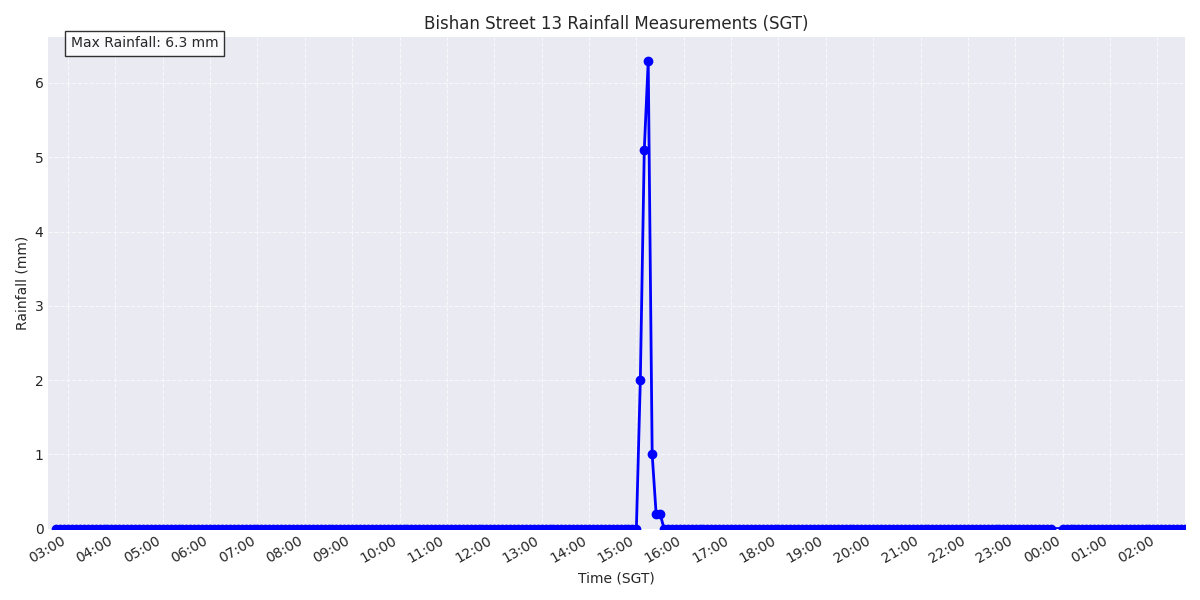 Bishan Street 13 Rainfall Measurements (SGT)
Max Rainfall: 6.3 mm
Rainfall (mm)
6
5
4
3
2
1
0
03:00 04:00 05:00 06:00 07:00 08:00 09:00 10:00 11:00 12:00 13:00 14:00 15:00 16:00 17:00 18:00 19:00 20:00 21:00 22:00 23:00 00:00 01:00 02:00
Time (SGT)